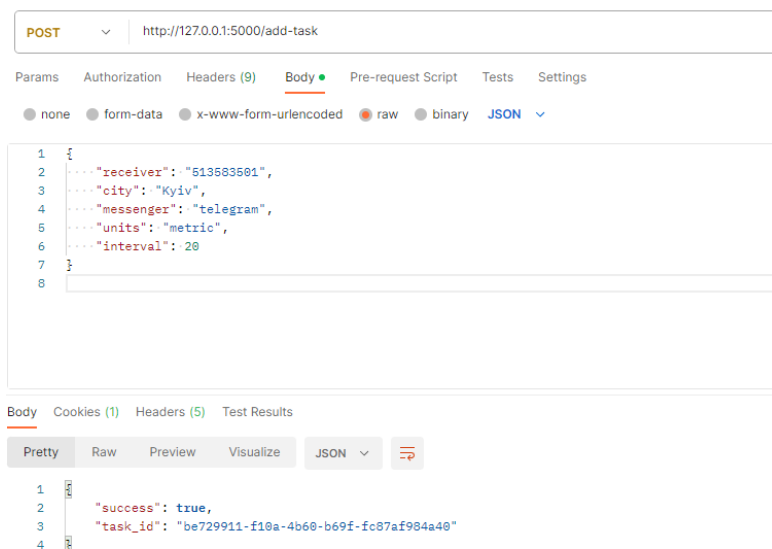 POST http://127.0.0.1:5000/add-task
Params Authorization Headers (9) Body Pre-request Script Tests Settings
none form-data x-www-form-urlencoded raw binary JSON
1 {
2 "receiver": "513583501",
3 "city": "Kyiv",
4 "messenger": "telegram",
5 "units": "metric",
6 "interval": 20
7 }
8
Body Cookies (1) Headers (5) Test Results
Pretty Raw Preview Visualize JSON
1 {
2 "success": true,
3 "task_id": "be729911-f10a-4b60-b69f-fc87af984a40"
4 }